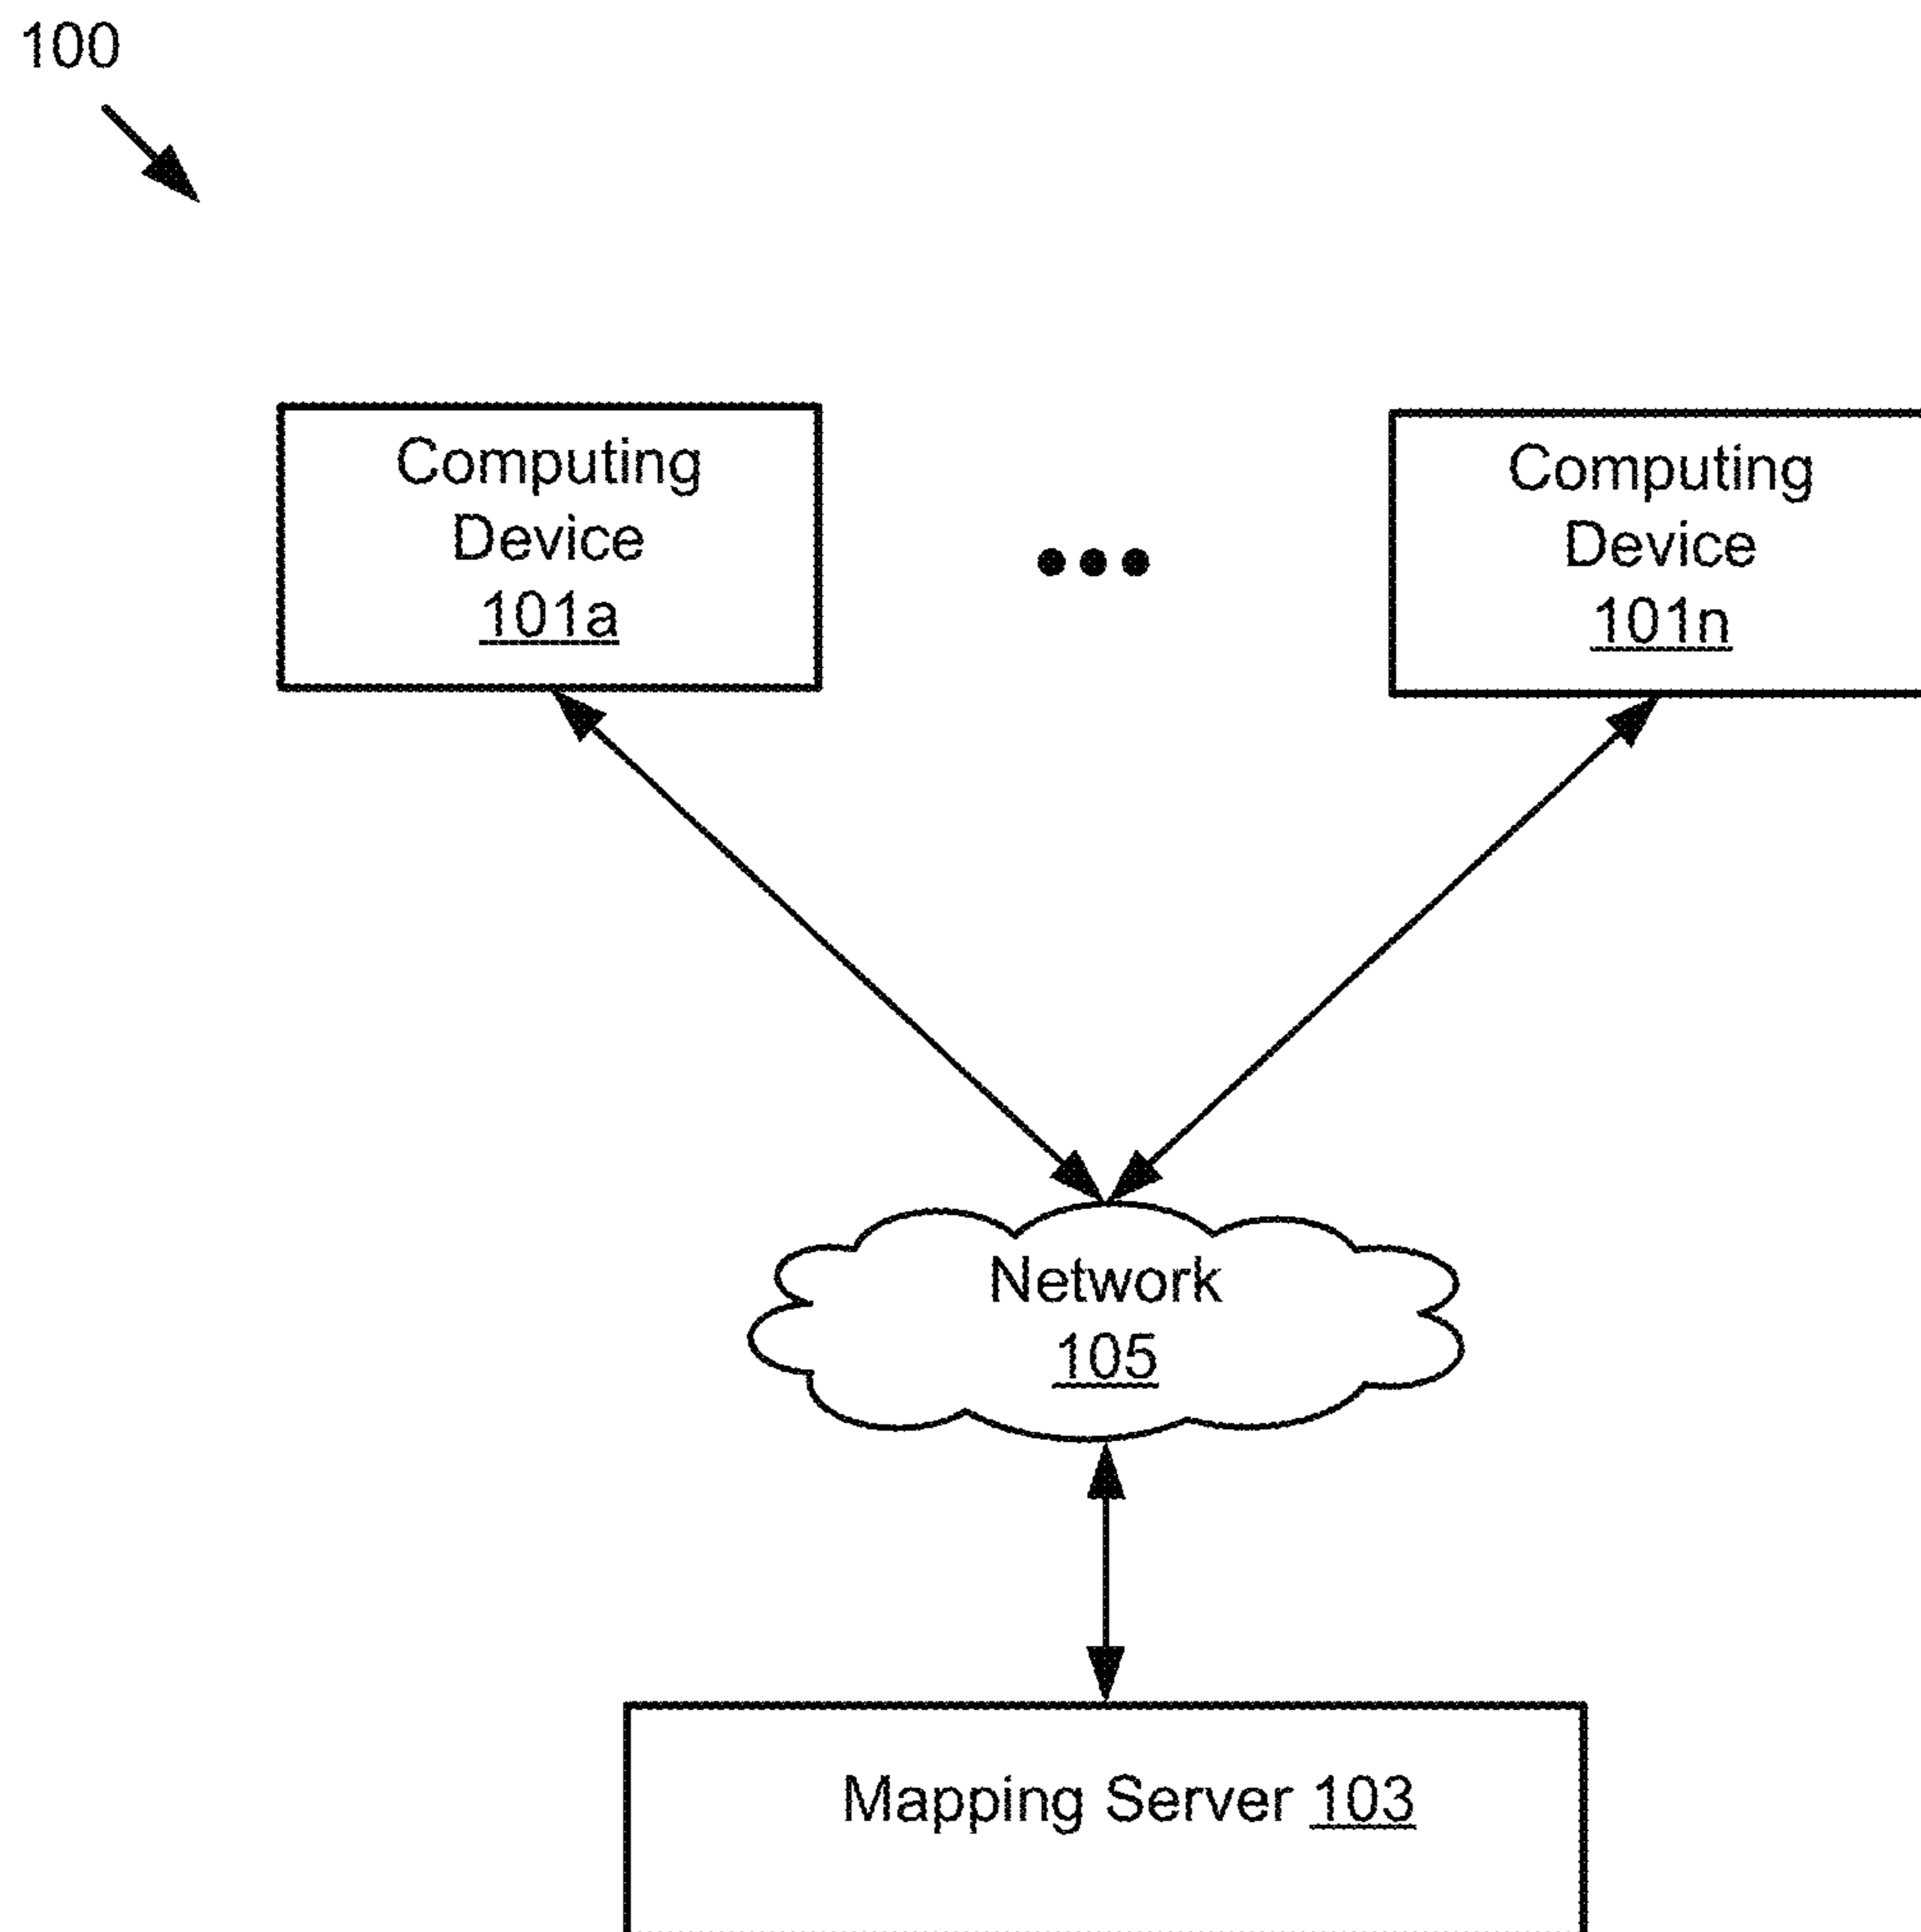 100
Computing
Device
101a
Computing
Device
101n
Network
105
Mapping Server 103